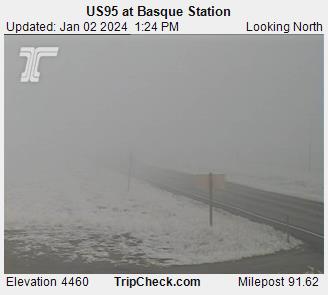 US95 at Basque Station
Updated: Jan 02 2024 1:24 PM Looking North
Elevation 4460 TripCheck.com Milepost 91.62